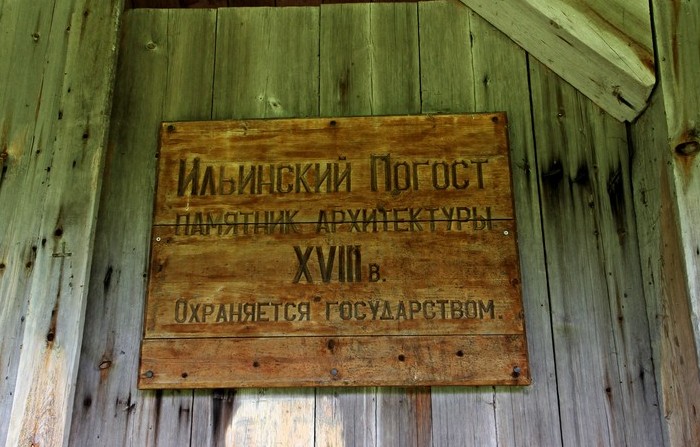 Ильинский Погост
памятник архитектуры
XVIII в.
Охраняется государством.